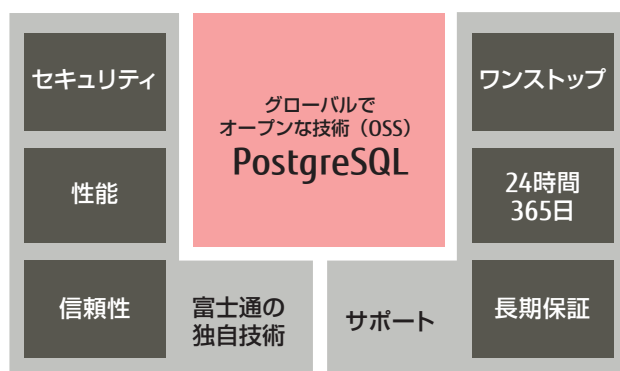 セキュリティ
性能
信頼性
富士通の
独自技術
グローバルで
オープンな技術（OSS）
PostgreSQL
サポート
ワンストップ
24時間
365日
長期保証